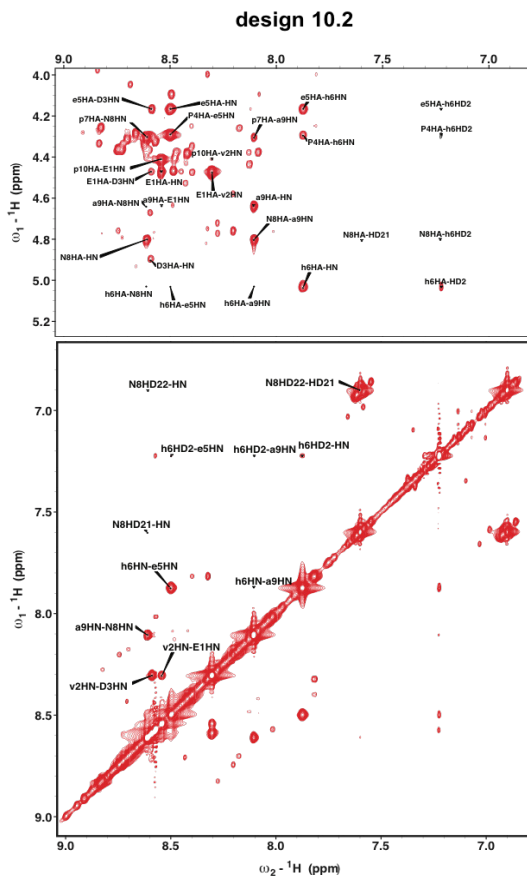 design 10.2
9.0 8.5 8.0 7.5 7.0
4.0
4.2
4.4
4.6
4.8
5.0
5.2
ω1 - 1H (ppm)
e5HA-D3HN
e5HA-HN
e5HA-h6HN
e5HA-h6HD2
p7HA-N8HN
P4HA-e5HN
p7HA-a9HN
P4HA-h6HN
P4HA-h6HD2
p10HA-E1HN
p10HA-v2HN
E1HA-D3HN
E1HA-HN
E1HA-v2HN
a9HA-N8HN
a9HA-E1HN
a9HA-HN
N8HA-a9HN
N8HA-HN
N8HA-HD21
N8HA-h6HD2
D3HA-HN
h6HA-N8HN
h6HA-e5HN
h6HA-a9HN
h6HA-HN
h6HA-HD2
N8HD22-HN
N8HD22-HD21
h6HD2-e5HN
h6HD2-a9HN
h6HD2-HN
N8HD21-HN
h6HN-e5HN
h6HN-a9HN
a9HN-N8HN
v2HN-E1HN
v2HN-D3HN
7.0
7.5
8.0
8.5
9.0
ω1 - 1H (ppm)
9.0 8.5 8.0 7.5 7.0
ω2 - 1H (ppm)